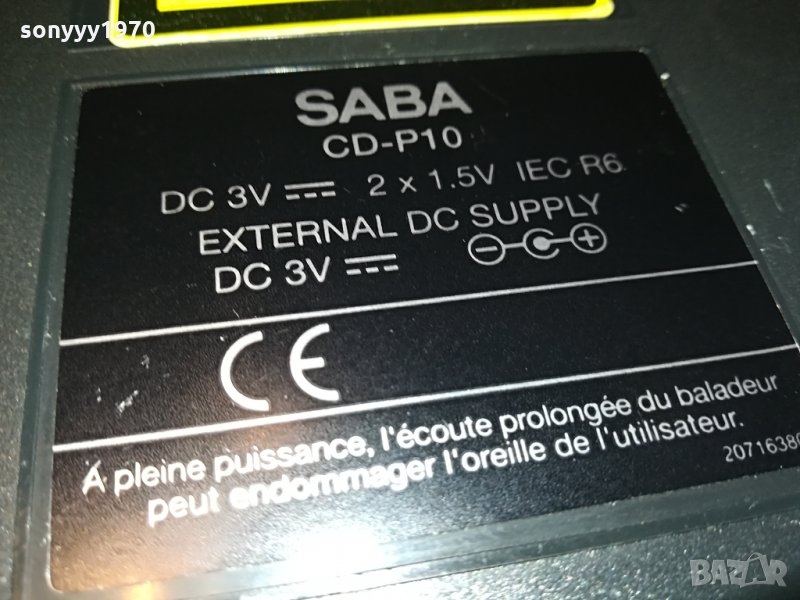 sonyyy1970
SABA
CD-P10
DC 3V ⎓ 2 x 1.5V IEC R6
EXTERNAL DC SUPPLY
DC 3V ⎓
CE
A pleine puissance, l'écoute prolongée du baladeur
peut endommager l'oreille de l'utilisateur.
BAZAR